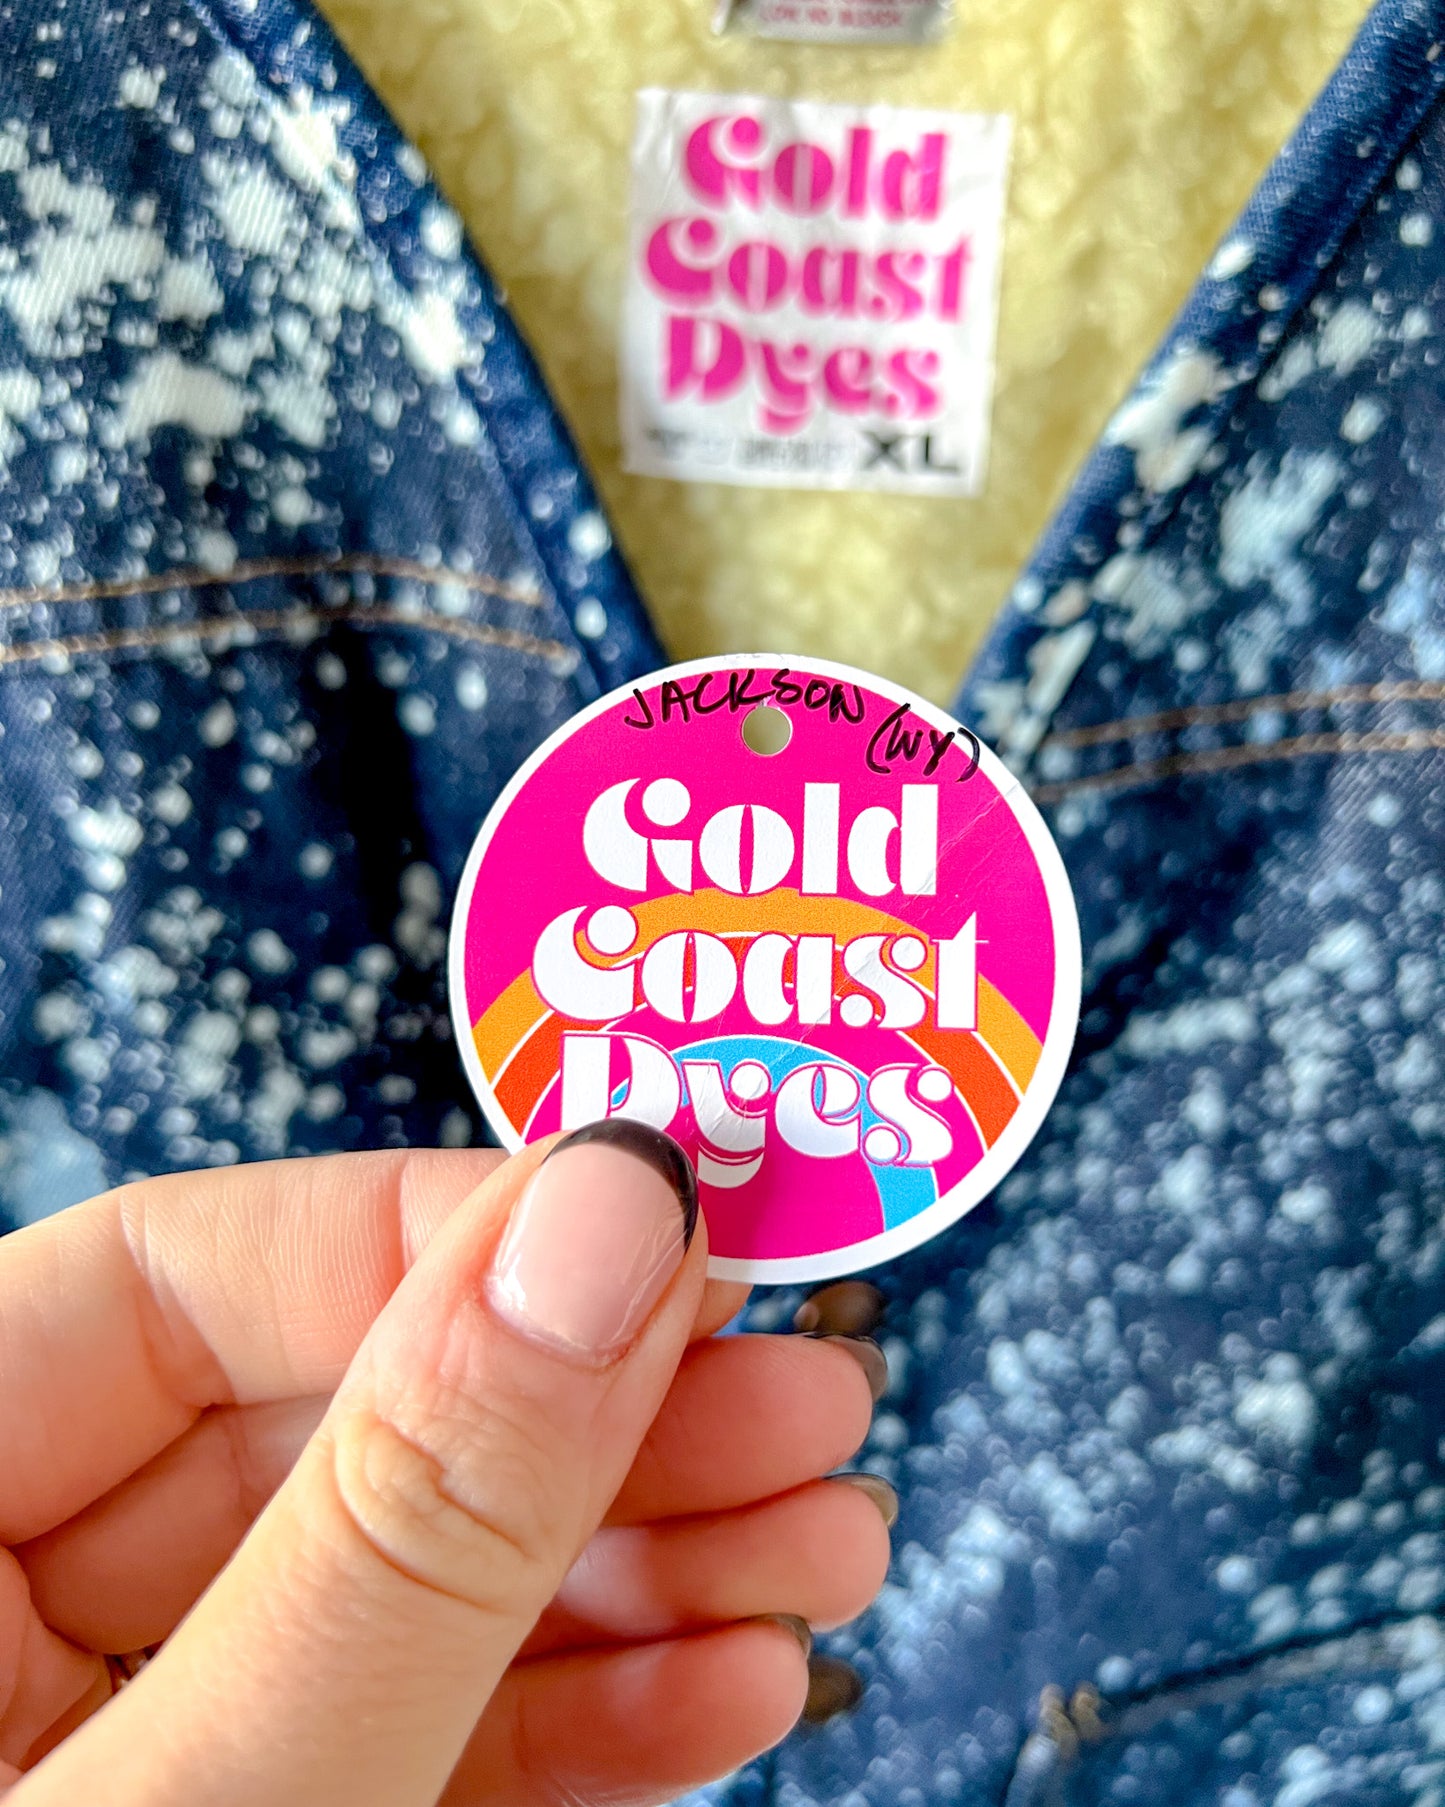 Gold
Coast
Dyes
XL
JACKSON (WY)
Gold
Coast
Dyes